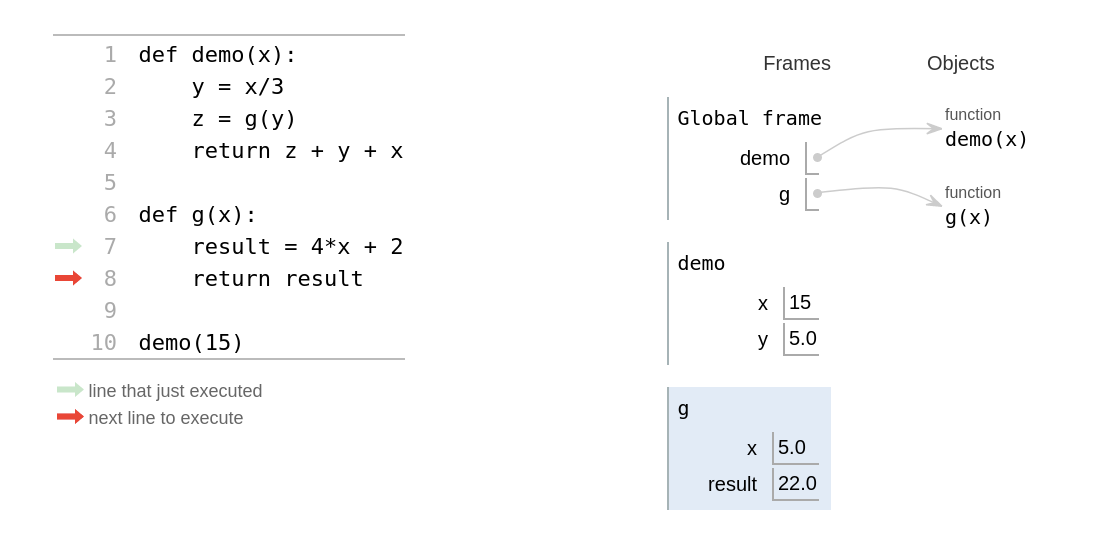 1 def demo(x):
2     y = x/3
3     z = g(y)
4     return z + y + x
5
6 def g(x):
7     result = 4*x + 2
8     return result
9
10 demo(15)
line that just executed
next line to execute
Frames Objects
Global frame
demo
g
function
demo(x)
function
g(x)
demo
x 15
y 5.0
g
x 5.0
result 22.0